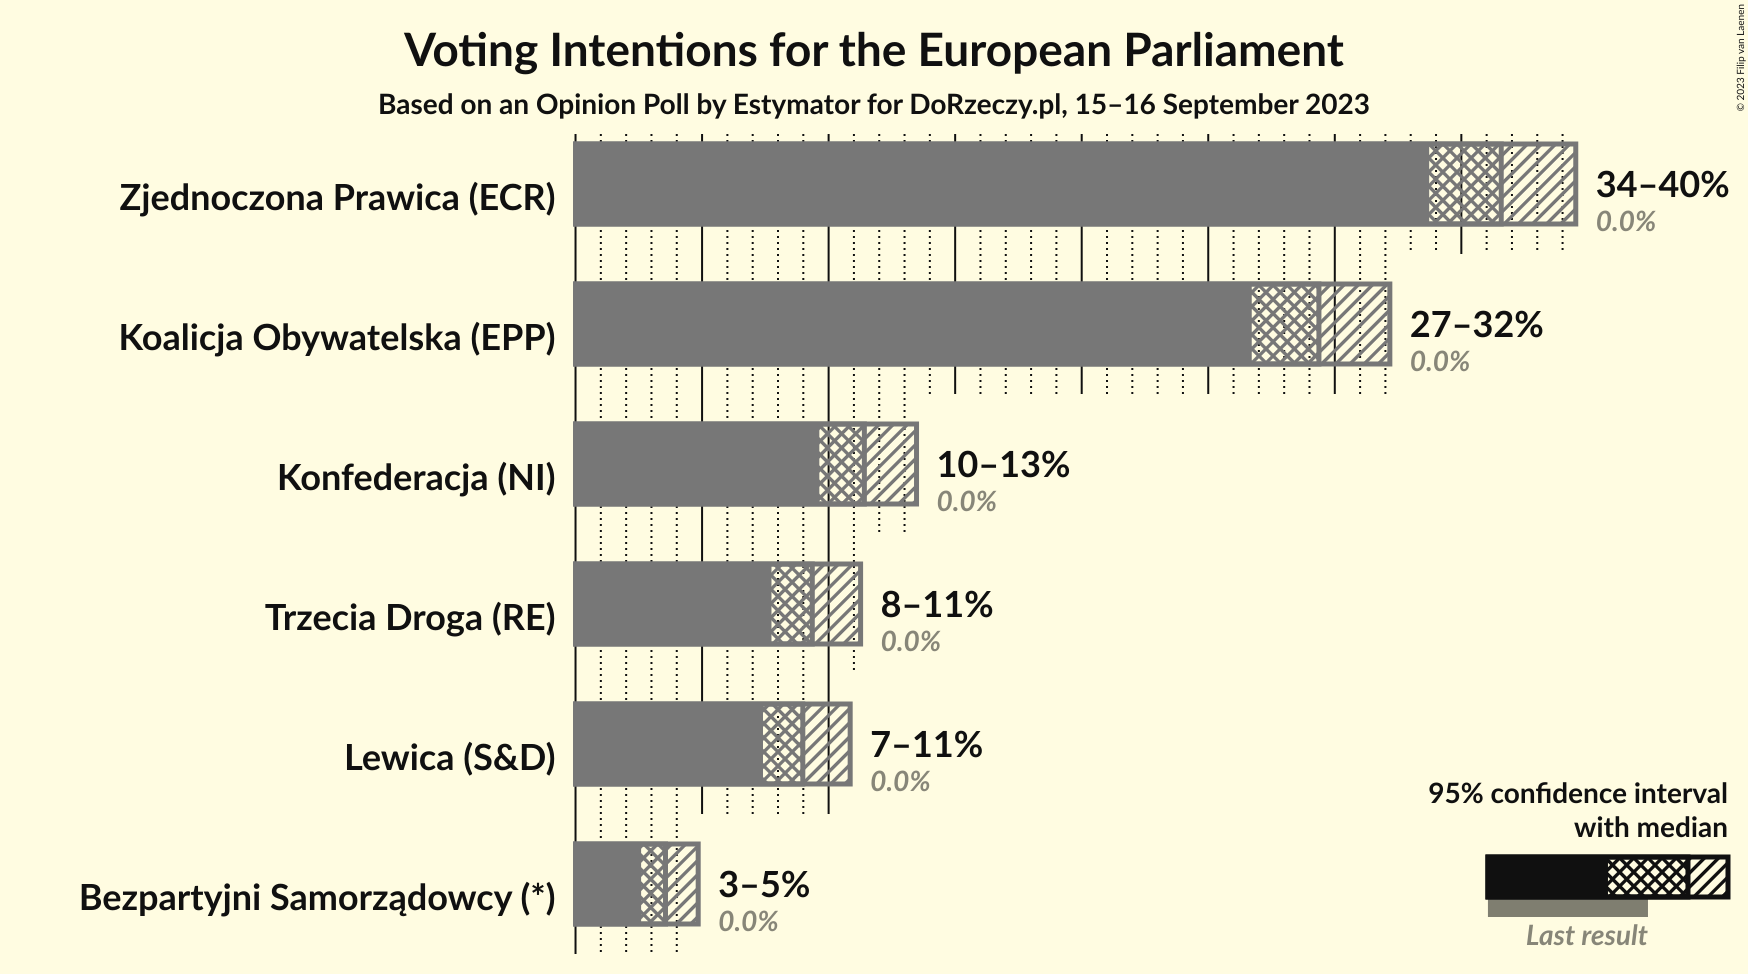 Voting Intentions for the European Parliament
Based on an Opinion Poll by Estymator for DoRzeczy.pl, 15–16 September 2023
© 2023 Filip van Laenen
Zjednoczona Prawica (ECR)
34–40%
0.0%
Koalicja Obywatelska (EPP)
27–32%
0.0%
Konfederacja (NI)
10–13%
0.0%
Trzecia Droga (RE)
8–11%
0.0%
Lewica (S&D)
7–11%
0.0%
Bezpartyjni Samorządowcy (*)
3–5%
0.0%
95% confidence interval
with median
Last result